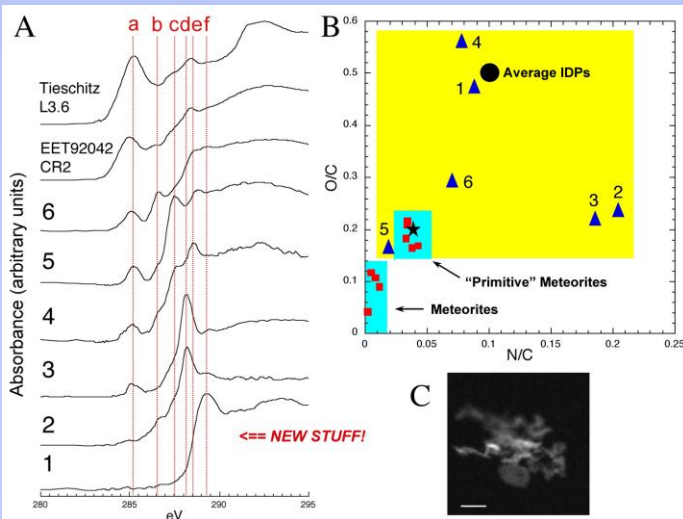 A
a b c d e f
Tieschitz
L3.6
EET92042
CR2
6
5
4
3
2
1
<== NEW STUFF!
Absorbance (arbitrary units)
280 285 290 295
eV
B
0.6
0.5
0.4
0.3
0.2
0.1
0
O/C
4
Average IDPs
1
6
3
2
5
"Primitive" Meteorites
Meteorites
0 0.05 0.1 0.15 0.2 0.25
N/C
C